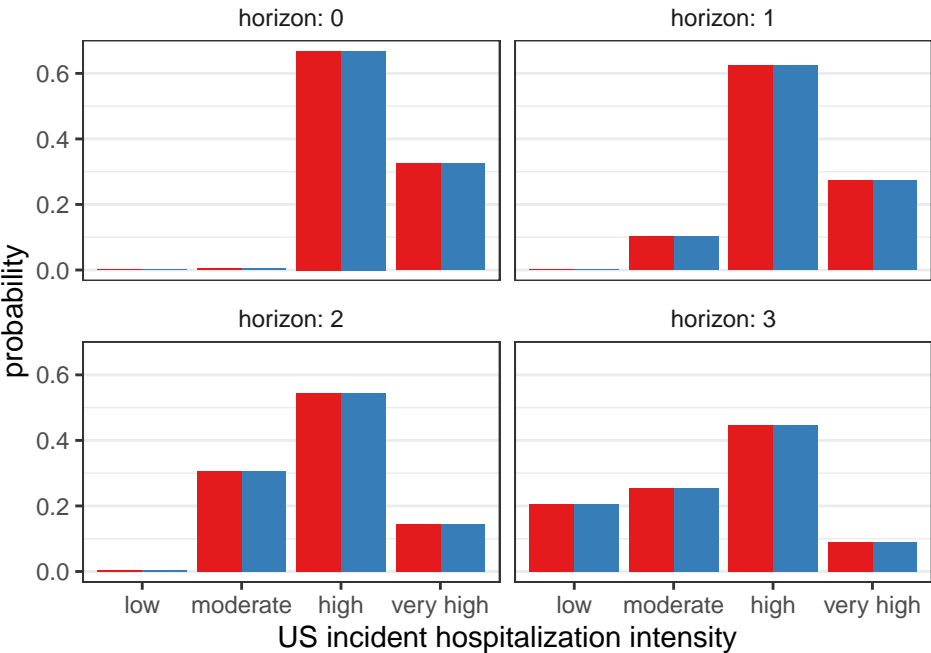 horizon: 0
horizon: 1
0.6
0.4
0.2
0.0
horizon: 2
horizon: 3
0.6
0.4
0.2
0.0
probability
low moderate high very high
low moderate high very high
US incident hospitalization intensity